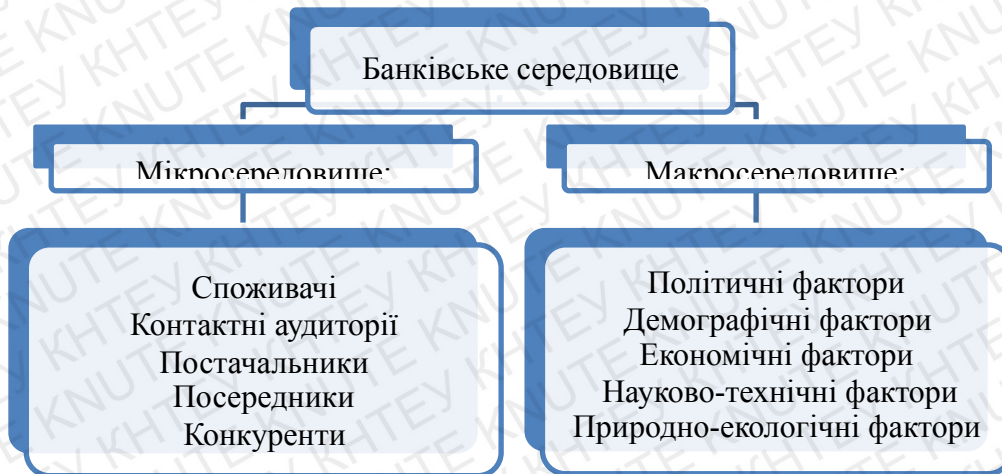 Банківське середовище
Мікросередовище:
Макросередовище:
Споживачі
Контактні аудиторії
Постачальники
Посередники
Конкуренти
Політичні фактори
Демографічні фактори
Економічні фактори
Науково-технічні фактори
Природно-екологічні фактори